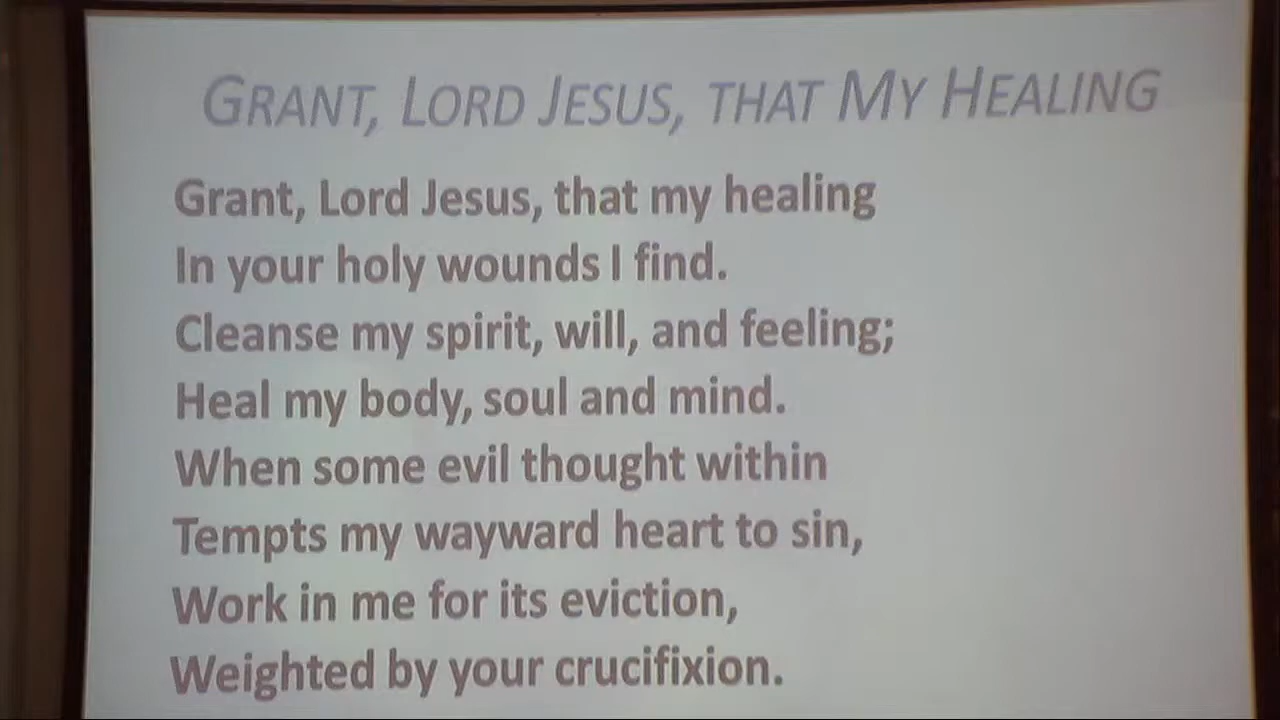 GRANT, LORD JESUS, THAT MY HEALING
Grant, Lord Jesus, that my healing
In your holy wounds I find.
Cleanse my spirit, will, and feeling;
Heal my body, soul and mind.
When some evil thought within
Tempts my wayward heart to sin,
Work in me for its eviction,
Weighted by your crucifixion.